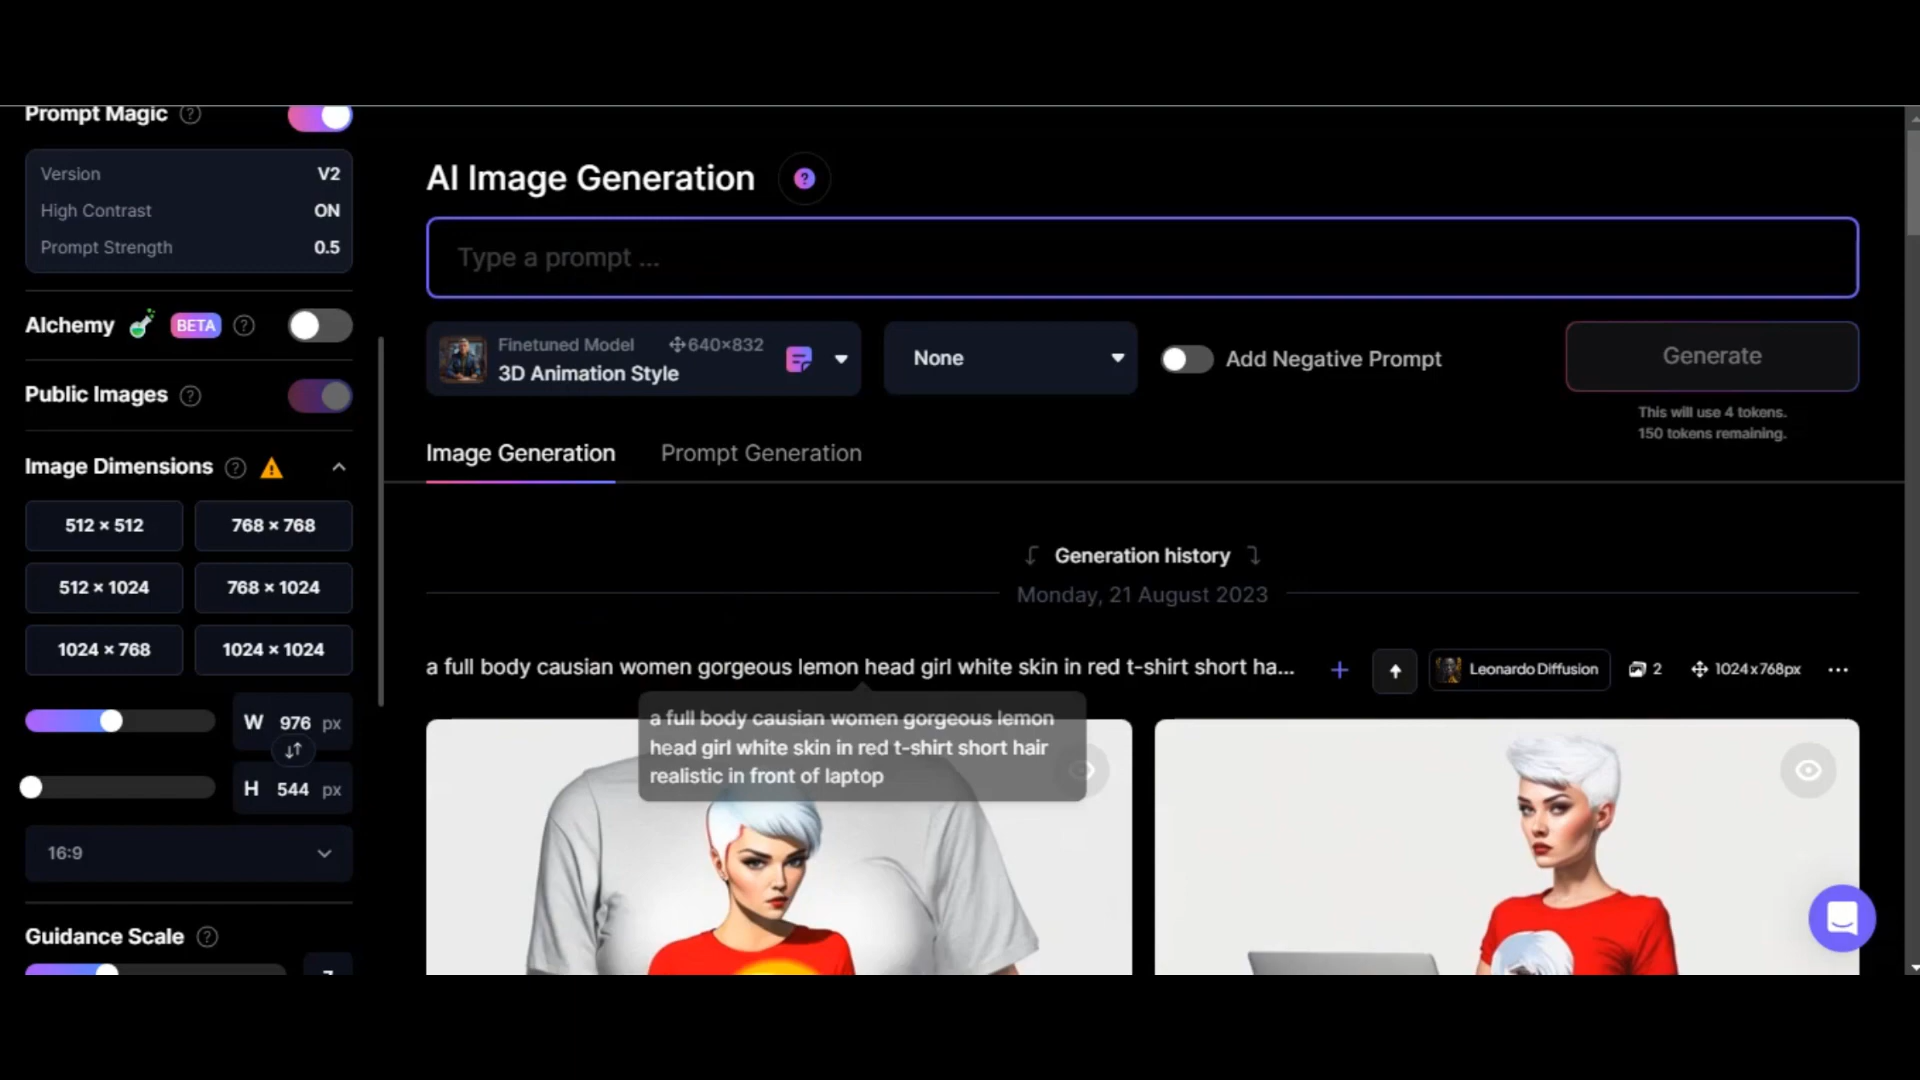 Prompt Magic
Version V2
High Contrast ON
Prompt Strength 0.5
Alchemy BETA
Public Images
Image Dimensions
512 × 512 768 × 768
512 × 1024 768 × 1024
1024 × 768 1024 × 1024
W 976 px
H 544 px
16:9
Guidance Scale
AI Image Generation
Type a prompt ...
Finetuned Model 640×832
3D Animation Style
None
Add Negative Prompt
Generate
This will use 4 tokens.
150 tokens remaining.
Image Generation Prompt Generation
Generation history
Monday, 21 August 2023
a full body causian women gorgeous lemon head girl white skin in red t-shirt short ha... Leonardo Diffusion 2 1024x768px
a full body causian women gorgeous lemon
head girl white skin in red t-shirt short hair
realistic in front of laptop